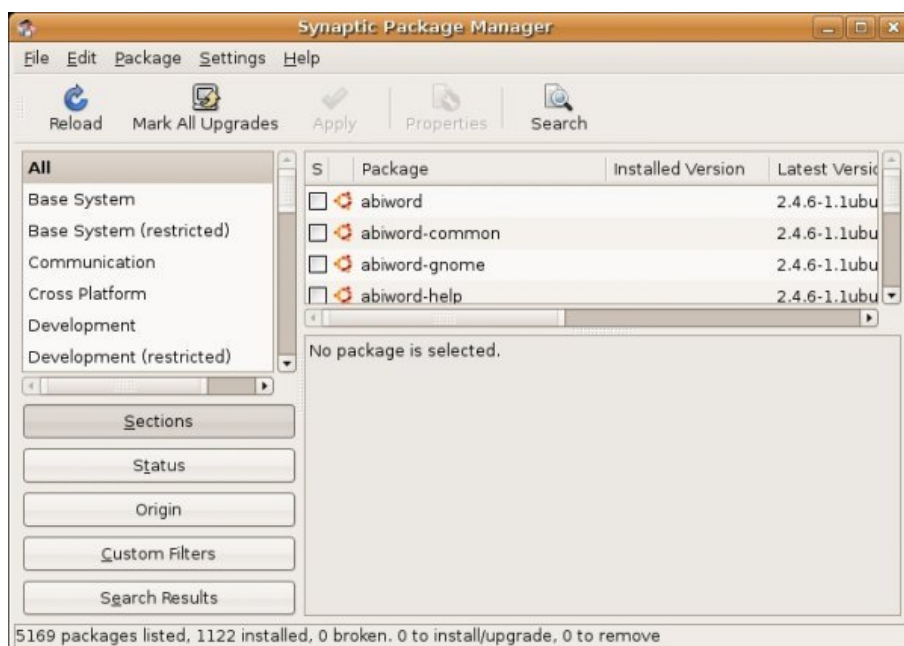 Synaptic Package Manager
File Edit Package Settings Help
Reload Mark All Upgrades Apply Properties Search
All
Base System
Base System (restricted)
Communication
Cross Platform
Development
Development (restricted)
S Package Installed Version Latest Versio
abiword 2.4.6-1.1ubu
abiword-common 2.4.6-1.1ubu
abiword-gnome 2.4.6-1.1ubu
abiword-help 2.4.6-1.1ubu
No package is selected.
Sections
Status
Origin
Custom Filters
Search Results
5169 packages listed, 1122 installed, 0 broken. 0 to install/upgrade, 0 to remove